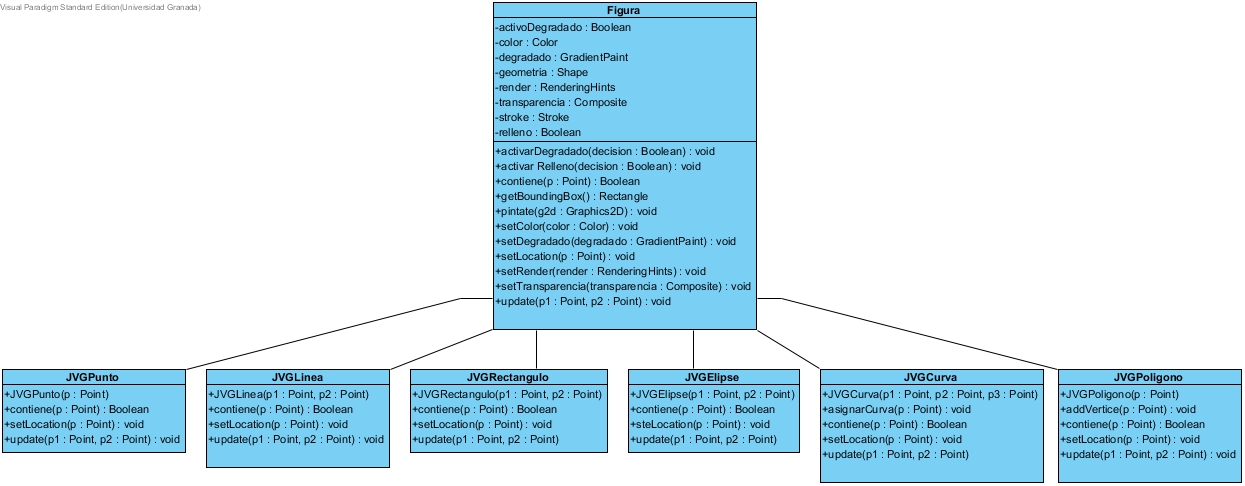 Visual Paradigm Standard Edition(Universidad Granada)
Figura
-activoDegradado : Boolean
-color : Color
-degradado : GradientPaint
-geometria : Shape
-render : RenderingHints
-transparencia : Composite
-stroke : Stroke
-relleno : Boolean
+activarDegradado(decision : Boolean) : void
+activar Relleno(decision : Boolean) : void
+contiene(p : Point) : Boolean
+getBoundingBox() : Rectangle
+pintate(g2d : Graphics2D) : void
+setColor(color : Color) : void
+setDegradado(degradado : GradientPaint) : void
+setLocation(p : Point) : void
+setRender(render : RenderingHints) : void
+setTransparencia(transparencia : Composite) : void
+update(p1 : Point, p2 : Point) : void
JVGPunto
+JVGPunto(p : Point)
+contiene(p : Point) : Boolean
+setLocation(p : Point) : void
+update(p1 : Point, p2 : Point) : void
JVGLinea
+JVGLinea(p1 : Point, p2 : Point)
+contiene(p : Point) : Boolean
+setLocation(p : Point) : void
+update(p1 : Point, p2 : Point) : void
JVGRectangulo
+JVGRectangulo(p1 : Point, p2 : Point)
+contiene(p : Point) : Boolean
+setLocation(p : Point) : void
+update(p1 : Point, p2 : Point)
JVGElipse
+JVGElipse(p1 : Point, p2 : Point)
+contiene(p : Point) : Boolean
+steLocation(p : Point) : void
+update(p1 : Point, p2 : Point)
JVGCurva
+JVGCurva(p1 : Point, p2 : Point, p3 : Point)
+asignarCurva(p : Point) : void
+contiene(p : Point) : Boolean
+setLocation(p : Point) : void
+update(p1 : Point, p2 : Point)
JVGPoligono
+JVGPoligono(p : Point)
+addVertice(p : Point) : void
+contiene(p : Point) : Boolean
+setLocation(p : Point) : void
+update(p1 : Point, p2 : Point) : void